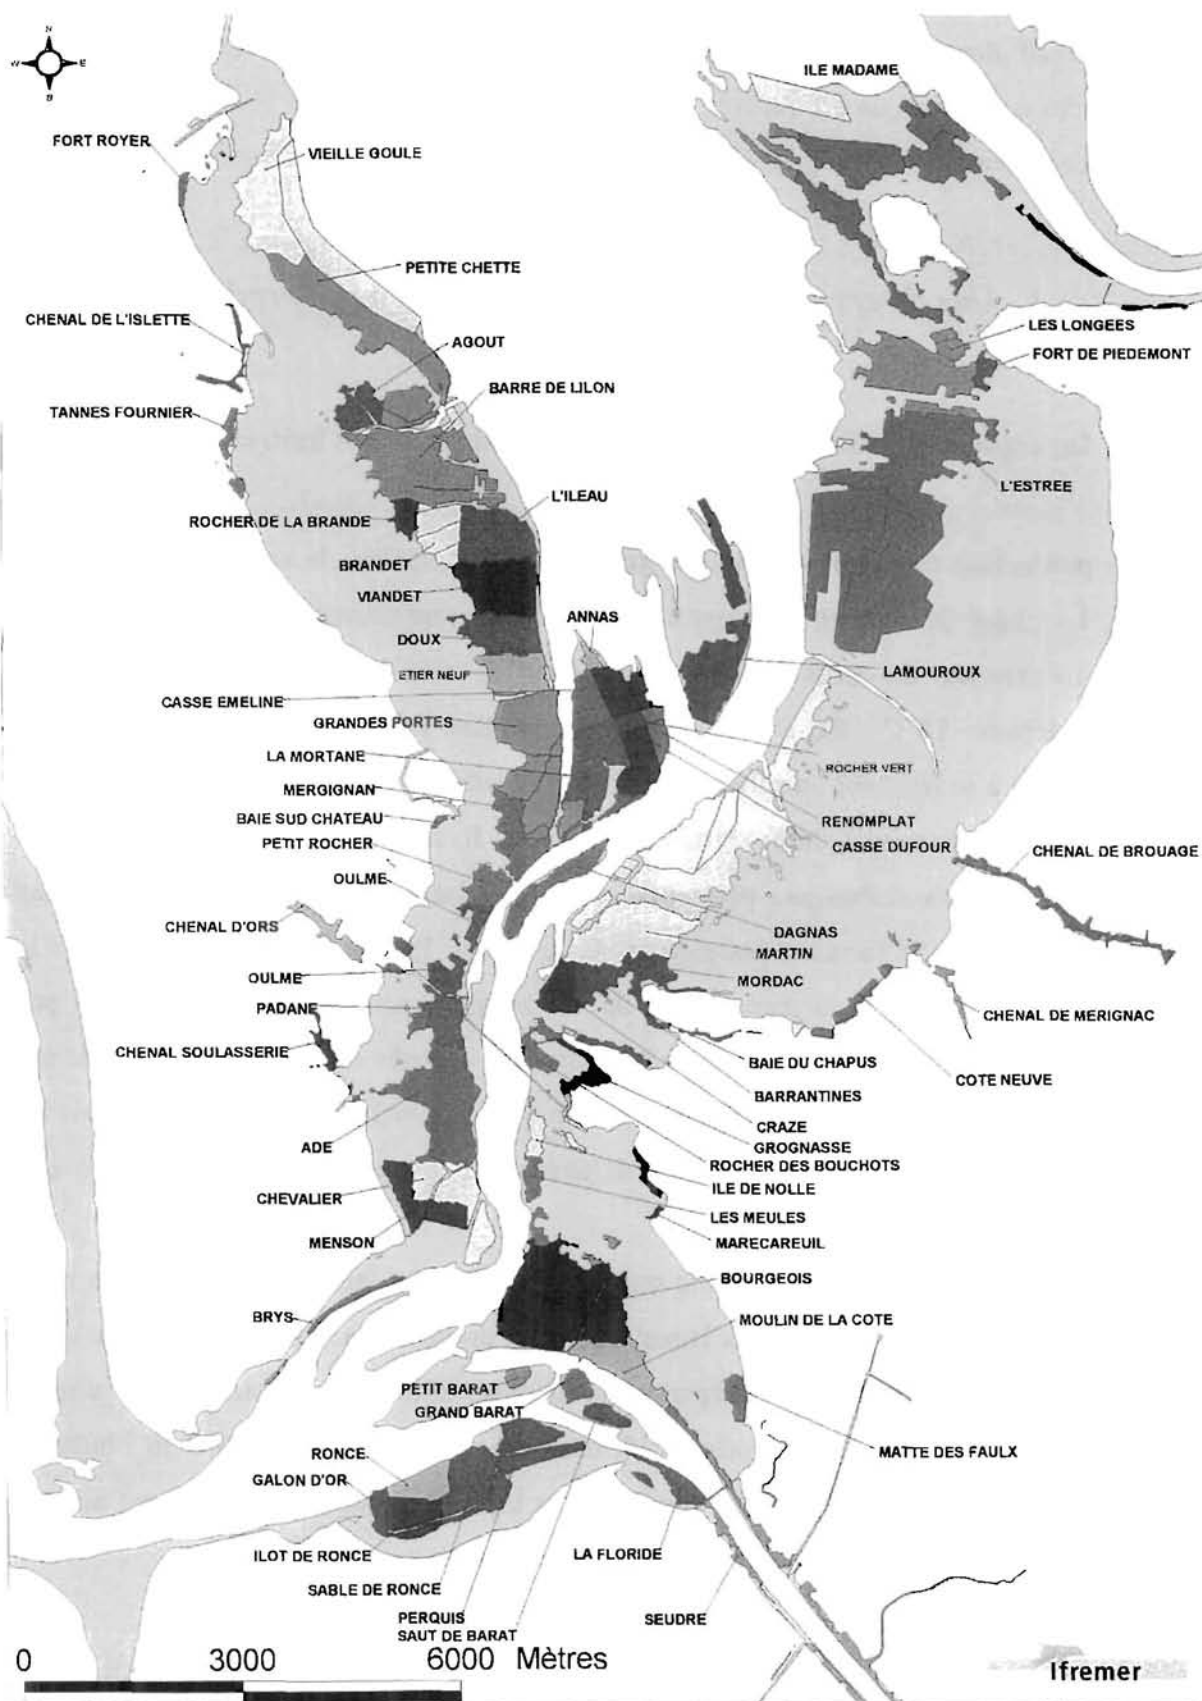 N
W E
S
ILE MADAME
FORT ROYER
VIEILLE GOULE
PETITE CHETTE
CHENAL DE L'ISLETTE
LES LONGEES
AGOUT
FORT DE PIEDEMONT
BARRE DE LILON
TANNES FOURNIER
L'ESTREE
L'ILEAU
ROCHER DE LA BRANDE
BRANDET
VIANDET
ANNAS
DOUX
LAMOUROUX
ETIER NEUF
CASSE EMELINE
GRANDES PORTES
LA MORTANE
ROCHER VERT
MERGIGNAN
BAIE SUD CHATEAU
RENOMPLAT
PETIT ROCHER
CASSE DUFOUR
CHENAL DE BROUAGE
OULME
CHENAL D'ORS
DAGNAS
MARTIN
OULME
MORDAC
PADANE
CHENAL DE MERIGNAC
CHENAL SOULASSERIE
BAIE DU CHAPUS
COTE NEUVE
BARRANTINES
CRAZE
ADE
GROGNASSE
ROCHER DES BOUCHOTS
ILE DE NOLLE
CHEVALIER
LES MEULES
MENSON
MARECAREUIL
BOURGEOIS
BRYS
MOULIN DE LA COTE
PETIT BARAT
GRAND BARAT
RONCE
MATTE DES FAULX
GALON D'OR
ILOT DE RONCE
LA FLORIDE
SABLE DE RONCE
PERQUIS
SEUDRE
SAUT DE BARAT
0 3000 6000 Mètres
Ifremer